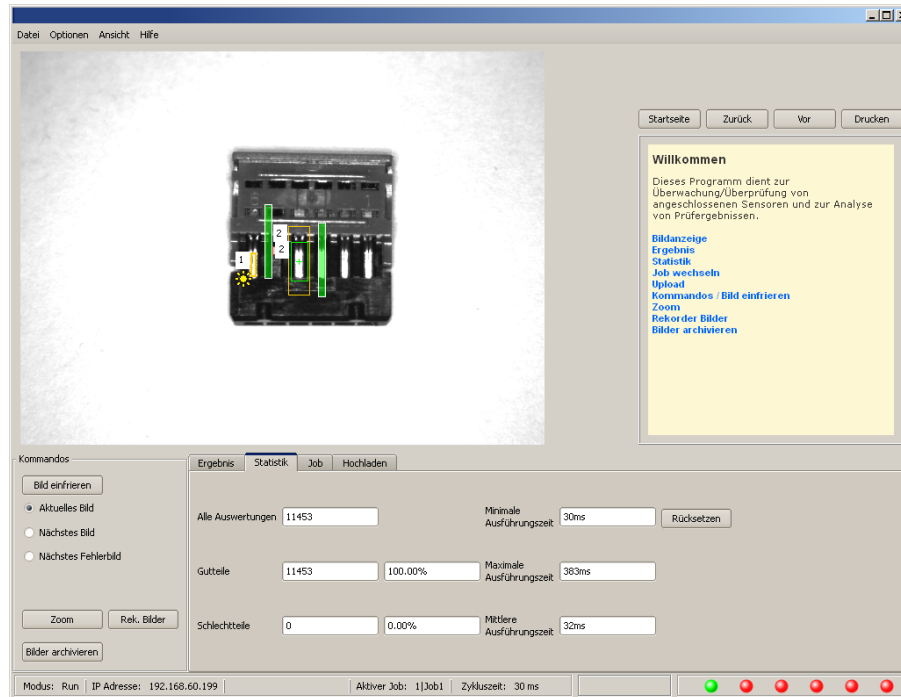 Datei Optionen Ansicht Hilfe
2
2
1
Startseite Zurück Vor Drucken
Willkommen
Dieses Programm dient zur
Überwachung/Überprüfung von
angeschlossenen Sensoren und zur Analyse
von Prüfergebnissen.
Bildanzeige
Ergebnis
Statistik
Job wechseln
Upload
Kommandos / Bild einfrieren
Zoom
Rekorder Bilder
Bilder archivieren
Kommandos
Bild einfrieren
Aktuelles Bild
Nächstes Bild
Nächstes Fehlerbild
Zoom Rek. Bilder
Bilder archivieren
Ergebnis Statistik Job Hochladen
Alle Auswertungen 11453
Minimale
Ausführungszeit 30ms Rücksetzen
Gutteile 11453 100.00%
Maximale
Ausführungszeit 383ms
Schlechtteile 0 0.00%
Mittlere
Ausführungszeit 32ms
Modus: Run IP Adresse: 192.168.60.199 Aktiver Job: 1|Job1 Zykluszeit: 30 ms